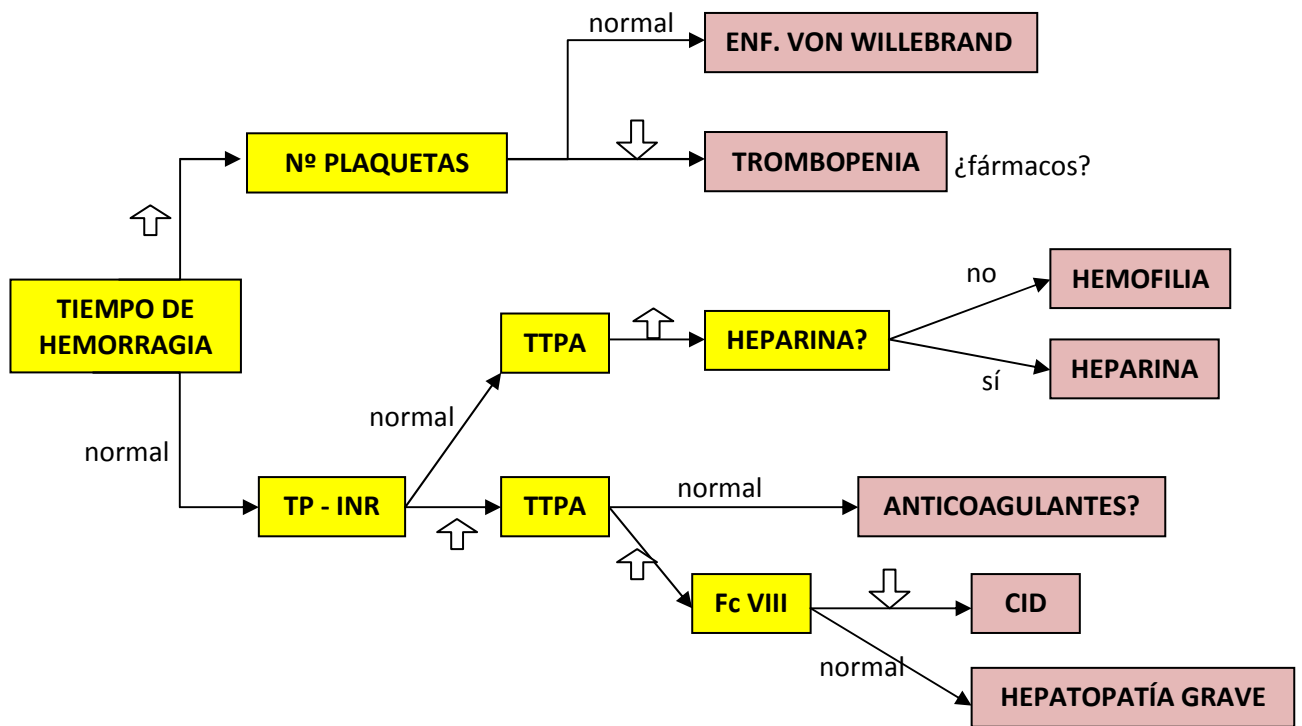 normal
ENF. VON WILLEBRAND
Nº PLAQUETAS
TROMBOPENIA
¿fármacos?
TIEMPO DE
HEMORRAGIA
no
HEMOFILIA
TTPA
HEPARINA?
sí
HEPARINA
normal
normal
TP - INR
TTPA
normal
ANTICOAGULANTES?
Fc VIII
CID
normal
HEPATOPATÍA GRAVE